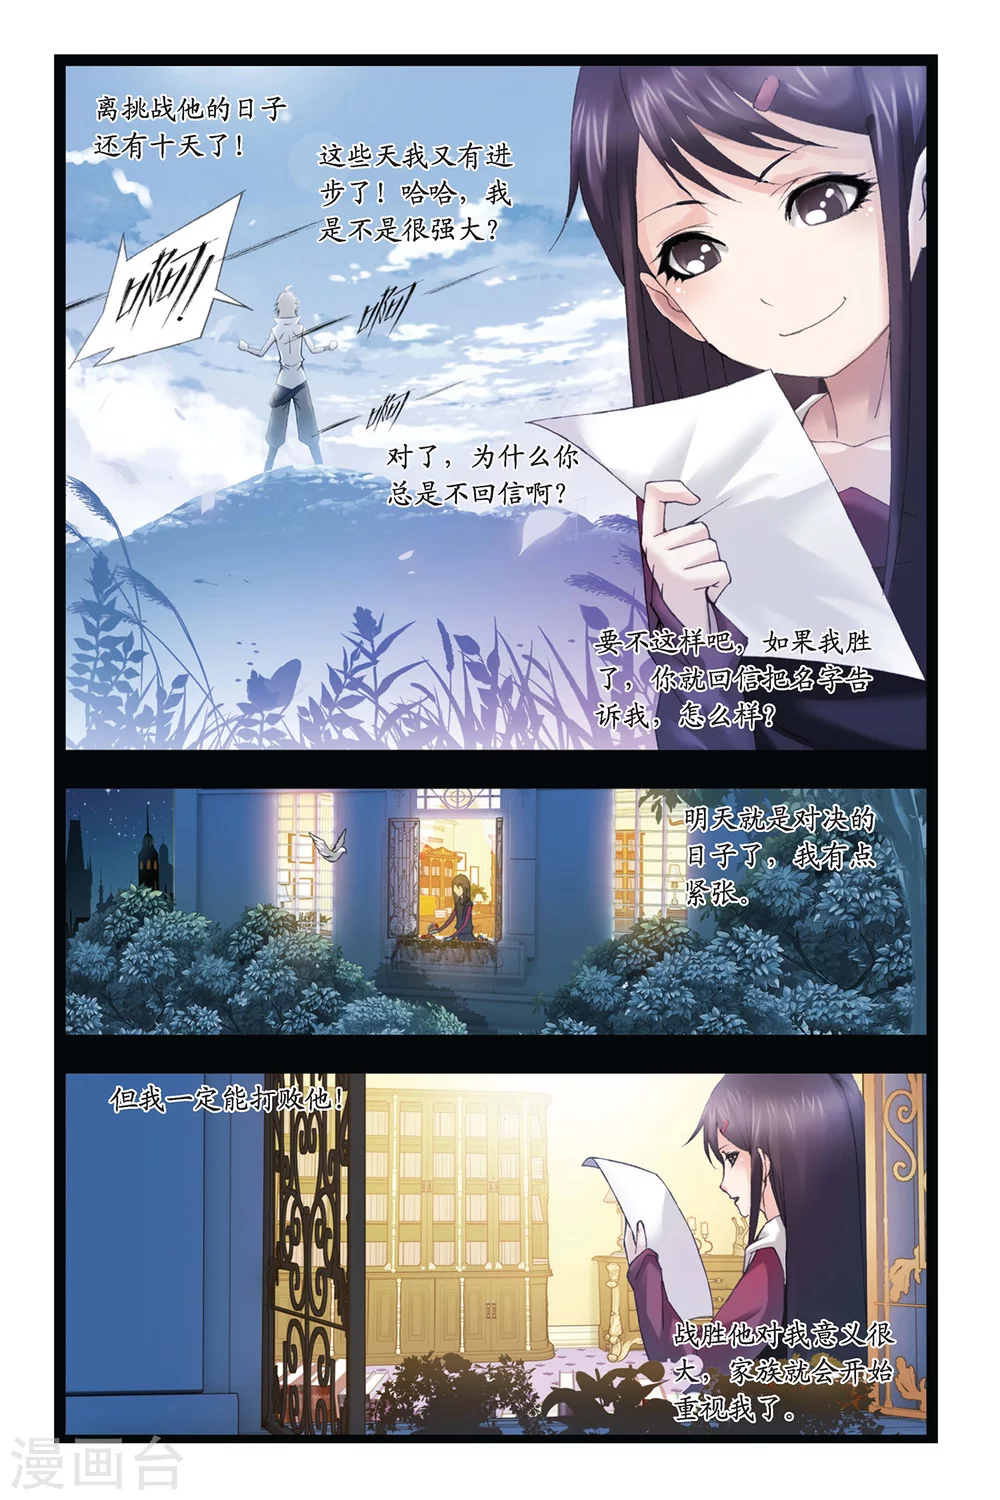 离挑战他的日子
还有十天了！
这些天我又有进
步了！哈哈，我
是不是很强大？
啊!!
啊
啊
对了，为什么你
总是不回信啊？
要不这样吧，如果我胜
了，你就回信把名字告
诉我，怎么样？
明天就是对决的
日子了，我有点
紧张。
但我一定能打败他！
战胜他对我意义很
大，家族就会开始
重视我了。
漫画台